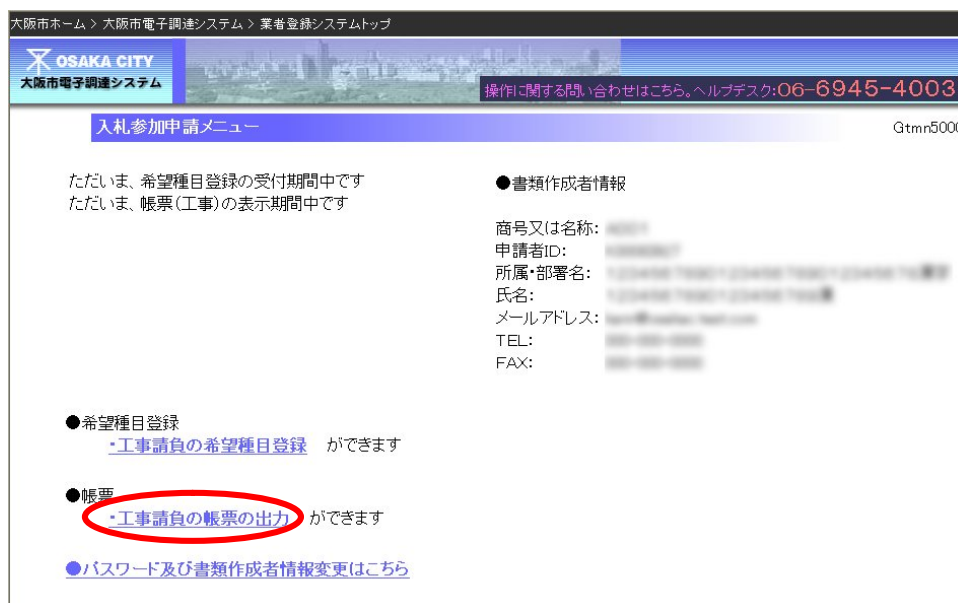 大阪市ホーム > 大阪市電子調達システム > 業者登録システムトップ
OSAKA CITY
大阪市電子調達システム
操作に関する問い合わせはこちら。ヘルプデスク:06-6945-4003
入札参加申請メニュー
Gtmn5000
ただいま、希望種目登録の受付期間中です
ただいま、帳票(工事)の表示期間中です
●書類作成者情報
商号又は名称:
申請者ID:
所属・部署名:
氏名:
メールアドレス:
TEL:
FAX:
●希望種目登録
・工事請負の希望種目登録 ができます
●帳票
・工事請負の帳票の出力 ができます
●パスワード及び書類作成者情報変更はこちら